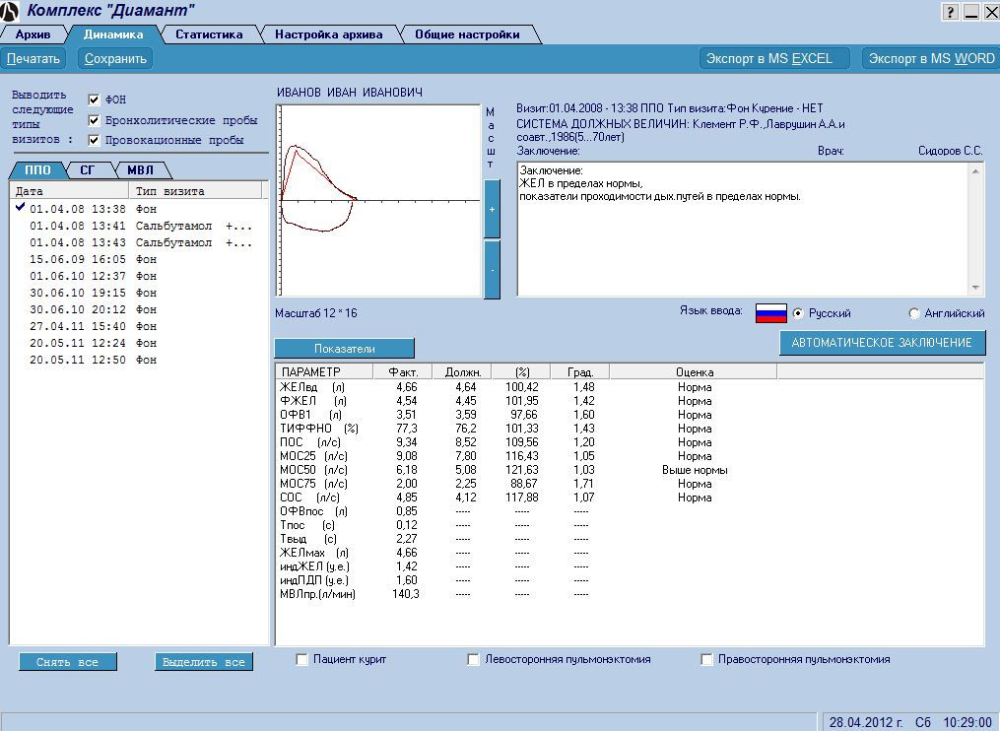 Комплекс "Диамант"
?
Архив Динамика Статистика Настройка архива Общие настройки
Печатать Сохранить Экспорт в MS EXCEL Экспорт в MS WORD
Выводить следующие типы визитов :
ФОН
Бронхолитические пробы
Провокационные пробы
ППО СГ МВЛ
Дата Тип визита
01.04.08 13:38 Фон
01.04.08 13:41 Сальбутамол +...
01.04.08 13:43 Сальбутамол +...
15.06.09 16:05 Фон
01.06.10 12:37 Фон
30.06.10 19:15 Фон
30.06.10 20:12 Фон
27.04.11 15:40 Фон
20.05.11 12:24 Фон
20.05.11 12:50 Фон
Снять все Выделить все
ИВАНОВ ИВАН ИВАНОВИЧ
М
а
с
ш
т
+
-
Масштаб 12 * 16
Визит:01.04.2008 - 13:38 ППО Тип визита:Фон Курение - НЕТ
СИСТЕМА ДОЛЖНЫХ ВЕЛИЧИН: Клемент Р.Ф.,Лаврушин А.А.и
соавт.,1986(5...70лет)
Заключение: Врач: Сидоров С.С.
Заключение:
ЖЕЛ в пределах нормы,
показатели проходимости дых.путей в пределах нормы.
Язык ввода: Русский Английский
Показатели АВТОМАТИЧЕСКОЕ ЗАКЛЮЧЕНИЕ
ПАРАМЕТР Факт. Должн. (%) Град. Оценка
ЖЕЛвд (л) 4,66 4,64 100,42 1,48 Норма
ФЖЕЛ (л) 4,54 4,45 101,95 1,42 Норма
ОФВ1 (л) 3,51 3,59 97,66 1,60 Норма
ТИФФНО (%) 77,3 76,2 101,33 1,43 Норма
ПОС (л/с) 9,34 8,52 109,56 1,20 Норма
МОС25 (л/с) 9,08 7,80 116,43 1,05 Норма
МОС50 (л/с) 6,18 5,08 121,63 1,03 Выше нормы
МОС75 (л/с) 2,00 2,25 88,67 1,71 Норма
СОС (л/с) 4,85 4,12 117,88 1,07 Норма
ОФВпос (л) 0,85 ----- ----- -----
Тпос (с) 0,12 ----- ----- -----
Твыд (с) 2,27 ----- ----- -----
ЖЕЛмах (л) 4,66 ----- ----- -----
индЖЕЛ (у.е.) 1,42 ----- ----- -----
индПДП (у.е.) 1,60 ----- ----- -----
МВЛпр.(л/мин) 140,3 ----- ----- -----
Пациент курит Левосторонняя пульмонэктомия Правосторонняя пульмонэктомия
28.04.2012 г. Сб 10:29:00